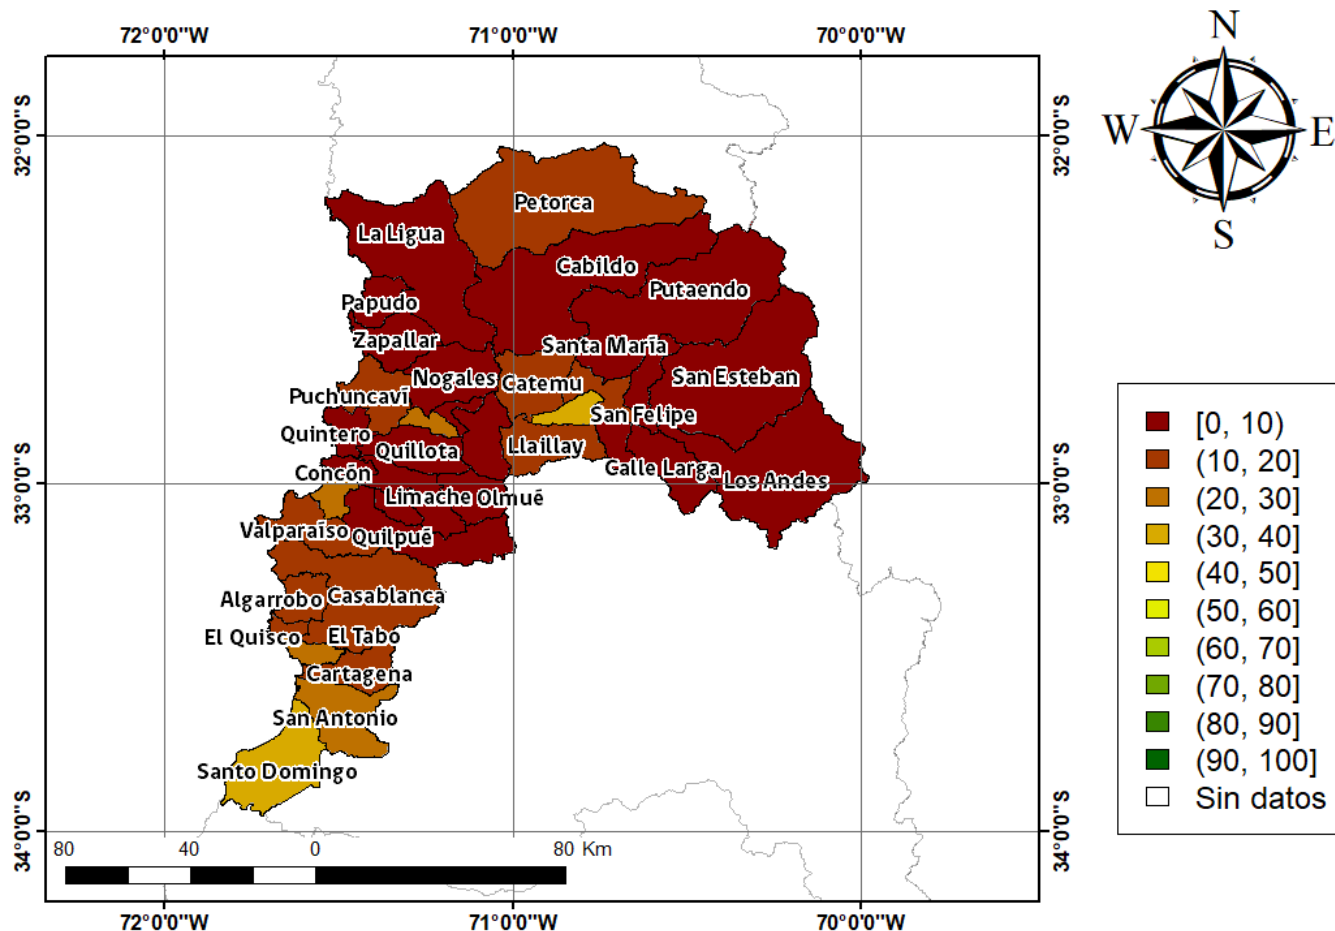 72°0'0"W
71°0'0"W
70°0'0"W
N
W
E
S
32°0'0"S
32°0'0"S
33°0'0"S
33°0'0"S
34°0'0"S
34°0'0"S
Petorca
La Ligua
Cabildo
Putaendo
Papudo
Zapallar
Santa María
Nogales
Catemu
San Esteban
Puchuncaví
San Felipe
Quintero
Quillota
Llaillay
Concón
Calle Larga
Los Andes
Limache
Olmué
Valparaíso
Quilpué
Algarrobo
Casablanca
El Quisco
El Tabo
Cartagena
San Antonio
Santo Domingo
[0, 10)
(10, 20]
(20, 30]
(30, 40]
(40, 50]
(50, 60]
(60, 70]
(70, 80]
(80, 90]
(90, 100]
Sin datos
80
40
0
80 Km
72°0'0"W
71°0'0"W
70°0'0"W